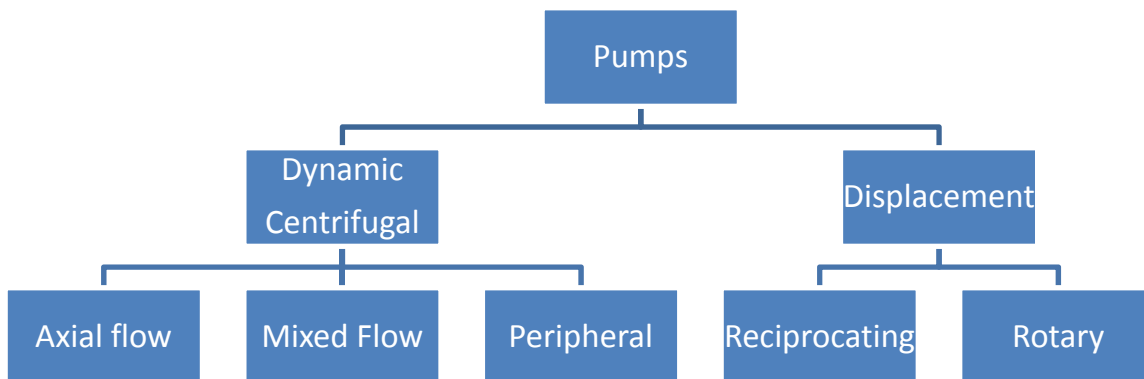 Pumps
Dynamic
Centrifugal
Displacement
Axial flow
Mixed Flow
Peripheral
Reciprocating
Rotary